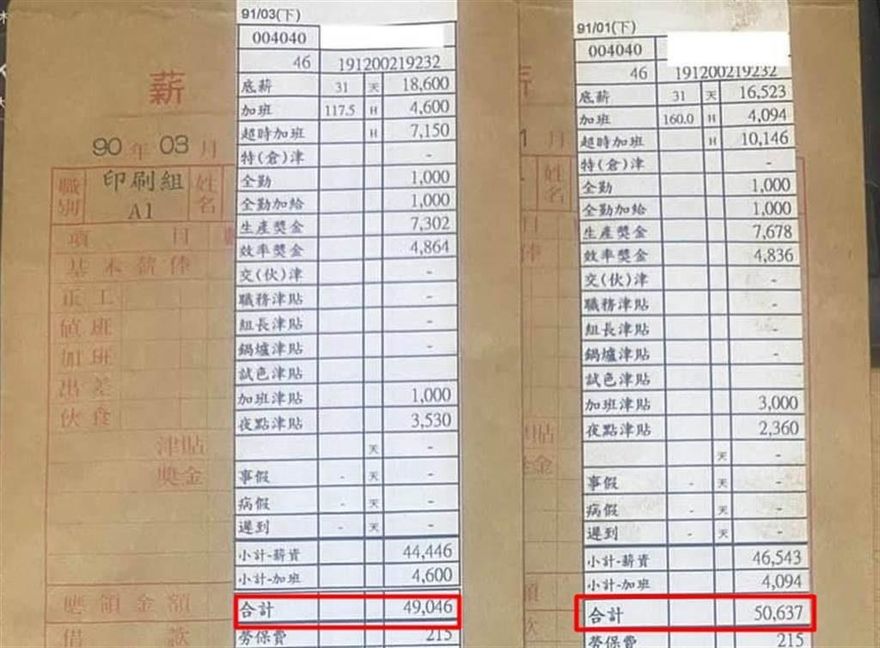 91/03(下)
004040
46 191200219232
底薪 31 天 18,600
加班 117.5 H 4,600
超時加班 H 7,150
特(倉)津 -
全勤 1,000
全勤加給 1,000
生產獎金 7,302
效率獎金 4,864
交(伙)津 -
職務津貼 -
組長津貼 -
鍋爐津貼 -
試色津貼
加班津貼 1,000
夜點津貼 3,530
天 -
事假 - 天 -
病假 - 天 -
遲到 - 天 -
小計-薪資 44,446
小計-加班 4,600
合計 49,046
勞保費 215
91/01(下)
004040
46 191200219232
底薪 31 天 16,523
加班 160.0 H 4,094
超時加班 H 10,146
特(倉)津 -
全勤 1,000
全勤加給 1,000
生產獎金 7,678
效率獎金 4,836
交(伙)津 -
職務津貼 -
組長津貼 -
鍋爐津貼 -
試色津貼
加班津貼 3,000
夜點津貼 2,360
天 -
事假 - 天 -
病假 - 天 -
遲到 - 天 -
小計-薪資 46,543
小計-加班 4,094
合計 50,637
勞保費 215
薪
90 年 03 月
職別 印刷組 A1 姓名
項 目
基本薪俸
正工
值班
加班
出差
伙食
津貼
獎金
應領金額
借款
1 月
姓名